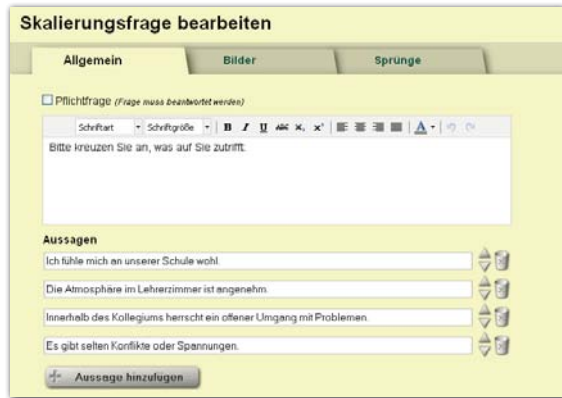 Skalierungsfrage bearbeiten
Allgemein Bilder Sprünge
Pflichtfrage (Frage muss beantwortet werden)
Schriftart Schriftgröße B I U ABC x, x' A
Bitte kreuzen Sie an, was auf Sie zutrifft.
Aussagen
Ich fühle mich an unserer Schule wohl.
Die Atmosphäre im Lehrerzimmer ist angenehm.
Innerhalb des Kollegiums herrscht ein offener Umgang mit Problemen.
Es gibt selten Konflikte oder Spannungen.
Aussage hinzufügen